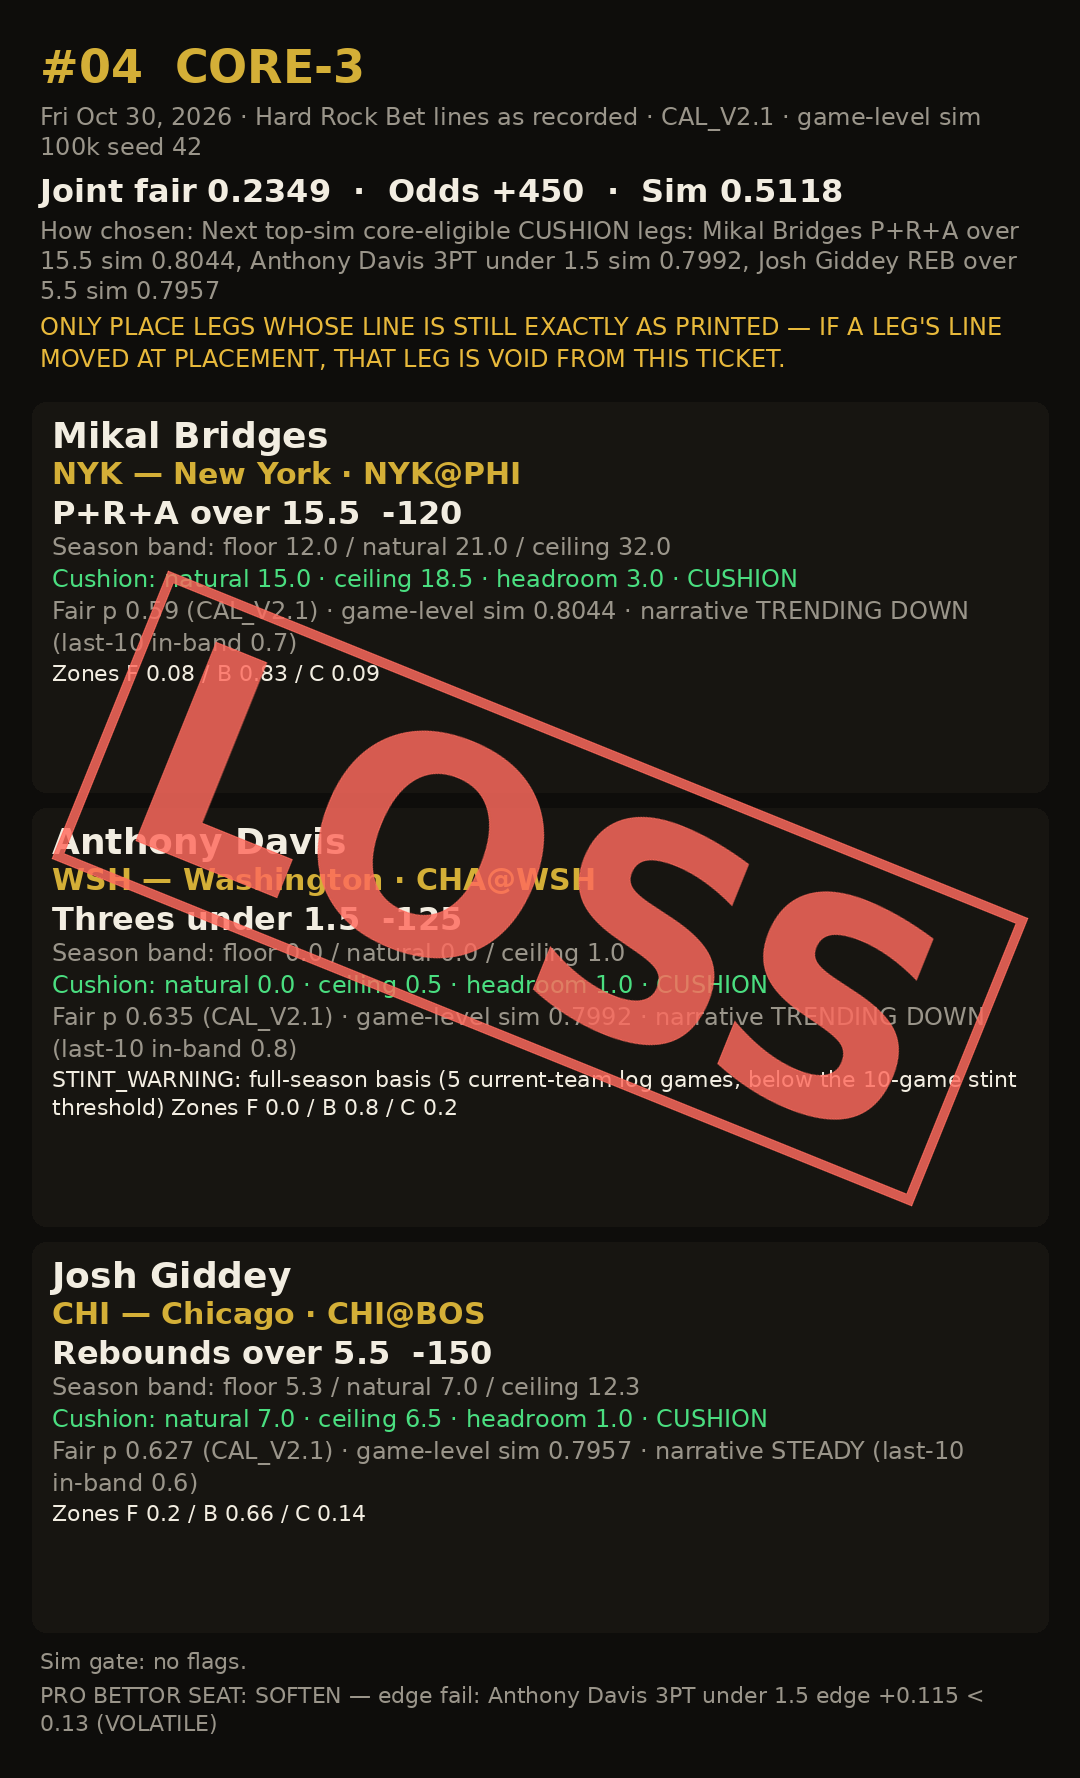 #04  CORE-3
Fri Oct 30, 2026 · Hard Rock Bet lines as recorded · CAL_V2.1 · game-level sim
100k seed 42
Joint fair 0.2349  ·  Odds +450  ·  Sim 0.5118
How chosen: Next top-sim core-eligible CUSHION legs: Mikal Bridges P+R+A over
15.5 sim 0.8044, Anthony Davis 3PT under 1.5 sim 0.7992, Josh Giddey REB over
5.5 sim 0.7957
ONLY PLACE LEGS WHOSE LINE IS STILL EXACTLY AS PRINTED — IF A LEG'S LINE
MOVED AT PLACEMENT, THAT LEG IS VOID FROM THIS TICKET.
Mikal Bridges
NYK — New York · NYK@PHI
P+R+A over 15.5  -120
Season band: floor 12.0 / natural 21.0 / ceiling 32.0
Cushion: natural 15.0 · ceiling 18.5 · headroom 3.0 · CUSHION
Fair p 0.59 (CAL_V2.1) · game-level sim 0.8044 · narrative TRENDING DOWN
(last-10 in-band 0.7)
Zones F 0.08 / B 0.83 / C 0.09
LOSS
Anthony Davis
WSH — Washington · CHA@WSH
Threes under 1.5  -125
Season band: floor 0.0 / natural 0.0 / ceiling 1.0
Cushion: natural 0.0 · ceiling 0.5 · headroom 1.0 · CUSHION
Fair p 0.635 (CAL_V2.1) · game-level sim 0.7992 · narrative TRENDING DOWN
(last-10 in-band 0.8)
STINT_WARNING: full-season basis (5 current-team log games, below the 10-game stint
threshold) Zones F 0.0 / B 0.8 / C 0.2
Josh Giddey
CHI — Chicago · CHI@BOS
Rebounds over 5.5  -150
Season band: floor 5.3 / natural 7.0 / ceiling 12.3
Cushion: natural 7.0 · ceiling 6.5 · headroom 1.0 · CUSHION
Fair p 0.627 (CAL_V2.1) · game-level sim 0.7957 · narrative STEADY (last-10
in-band 0.6)
Zones F 0.2 / B 0.66 / C 0.14
Sim gate: no flags.
PRO BETTOR SEAT: SOFTEN — edge fail: Anthony Davis 3PT under 1.5 edge +0.115 <
0.13 (VOLATILE)